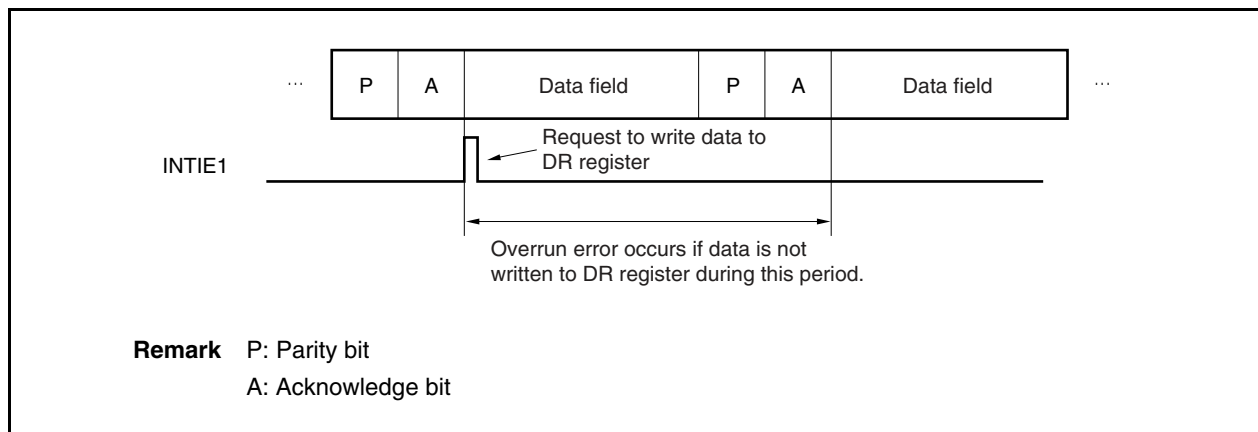 … P A Data field P A Data field …
INTIE1
Request to write data to
DR register
Overrun error occurs if data is not
written to DR register during this period.
Remark P: Parity bit
A: Acknowledge bit